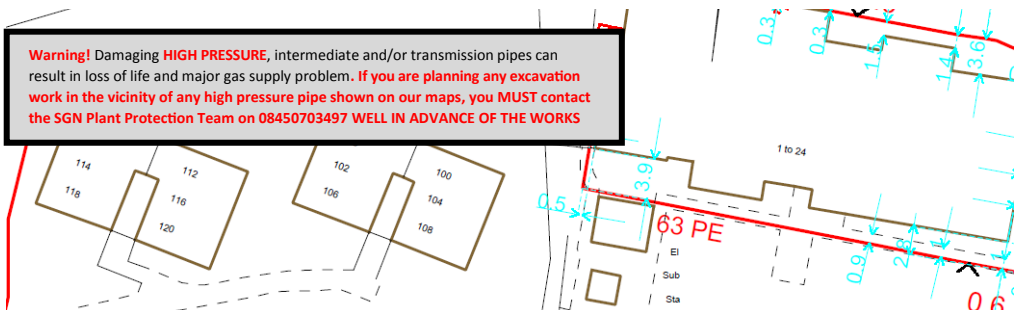 Warning! Damaging HIGH PRESSURE, intermediate and/or transmission pipes can
result in loss of life and major gas supply problem. If you are planning any excavation
work in the vicinity of any high pressure pipe shown on our maps, you MUST contact
the SGN Plant Protection Team on 08450703497 WELL IN ADVANCE OF THE WORKS
0.3
0.3
1.5
1.4
3.6
114
118
112
116
120
102
106
100
104
108
1 to 24
3.9
0.5
63 PE
El
Sub
Sta
0.9
2.8
1
1
0.6